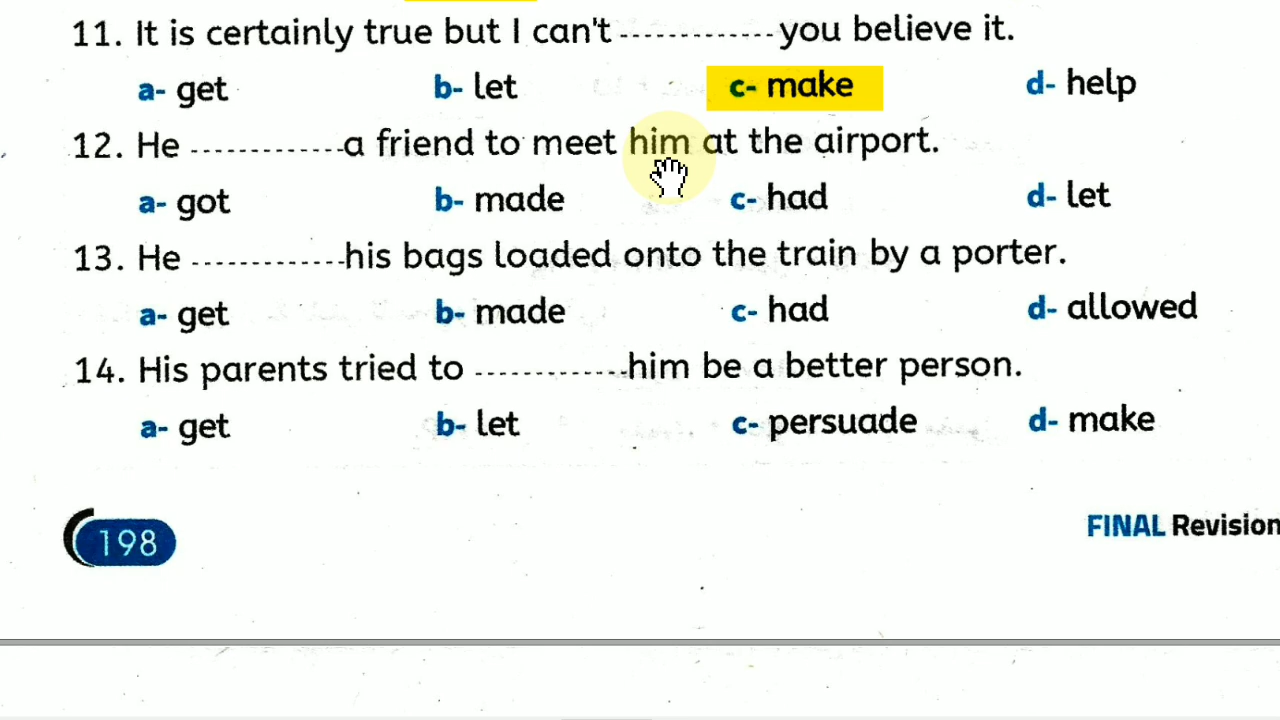 11. It is certainly true but I can't -------------you believe it.
a- get b- let c- make d- help
12. He -------------a friend to meet him at the airport.
a- got b- made c- had d- let
13. He -------------his bags loaded onto the train by a porter.
a- get b- made c- had d- allowed
14. His parents tried to -------------him be a better person.
a- get b- let c- persuade d- make
198 FINAL Revision